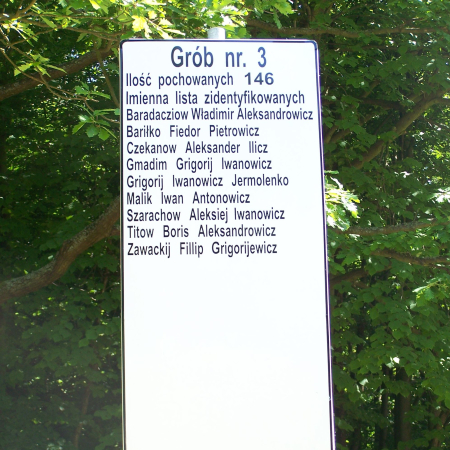 Grób nr. 3
Ilość pochowanych 146
Imienna lista zidentyfikowanych
Baradacziow Władimir Aleksandrowicz
Bariłko Fiedor Pietrowicz
Czekanow Aleksander Ilicz
Gmadim Grigorij Iwanowicz
Grigorij Iwanowicz Jermolenko
Malik Iwan Antonowicz
Szarachow Aleksiej Iwanowicz
Titow Boris Aleksandrowicz
Zawackij Fillip Grigorijewicz